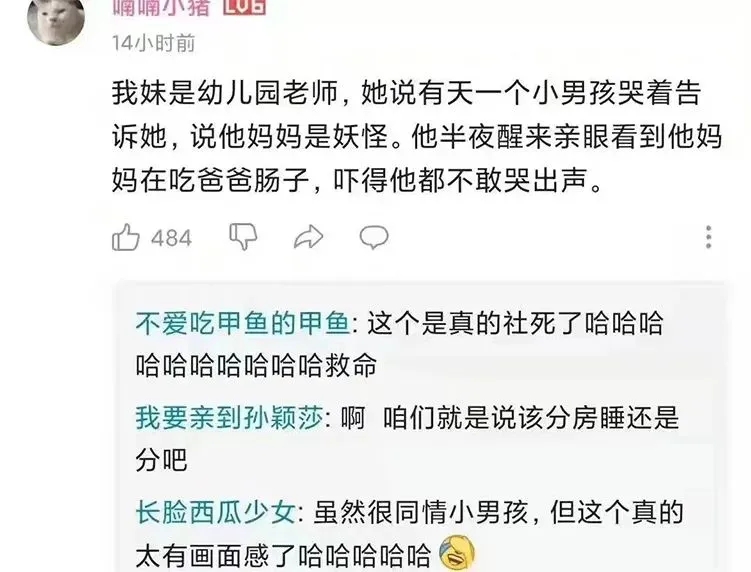 喃喃小猪 LV6
14小时前
我妹是幼儿园老师，她说有天一个小男孩哭着告
诉她，说他妈妈是妖怪。他半夜醒来亲眼看到他妈
妈在吃爸爸肠子，吓得他都不敢哭出声。
484
不爱吃甲鱼的甲鱼: 这个是真的社死了哈哈哈
哈哈哈哈哈哈哈救命
我要亲到孙颖莎: 啊 咱们就是说该分房睡还是
分吧
长脸西瓜少女: 虽然很同情小男孩，但这个真的
太有画面感了哈哈哈哈哈